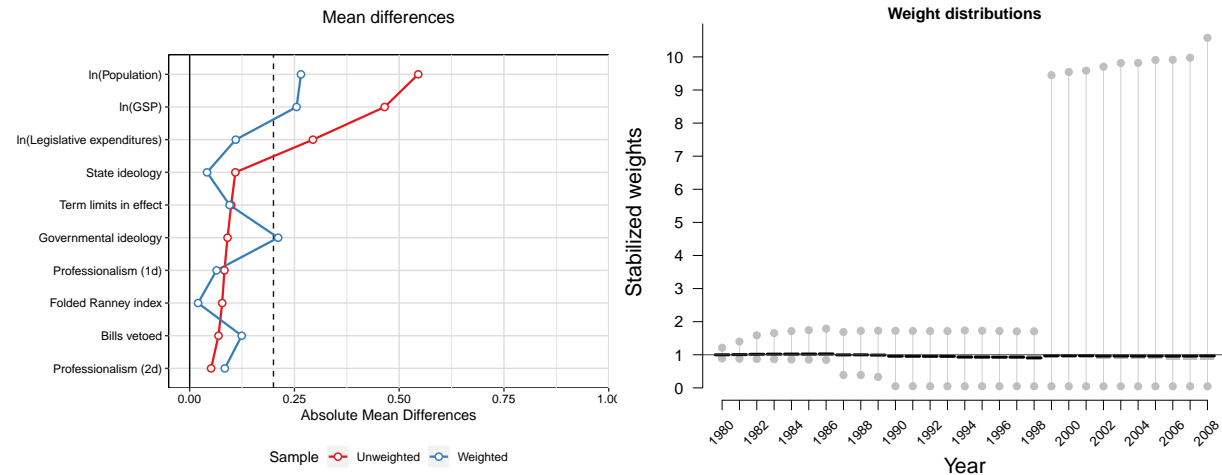 Mean differences
ln(Population)
ln(GSP)
ln(Legislative expenditures)
State ideology
Term limits in effect
Governmental ideology
Professionalism (1d)
Folded Ranney index
Bills vetoed
Professionalism (2d)
0.00 0.25 0.50 0.75 1.00
Absolute Mean Differences
Sample Unweighted Weighted
Weight distributions
Stabilized weights
10
9
8
7
6
5
4
3
2
1
0
1980 1982 1984 1986 1988 1990 1992 1994 1996 1998 2000 2002 2004 2006 2008
Year